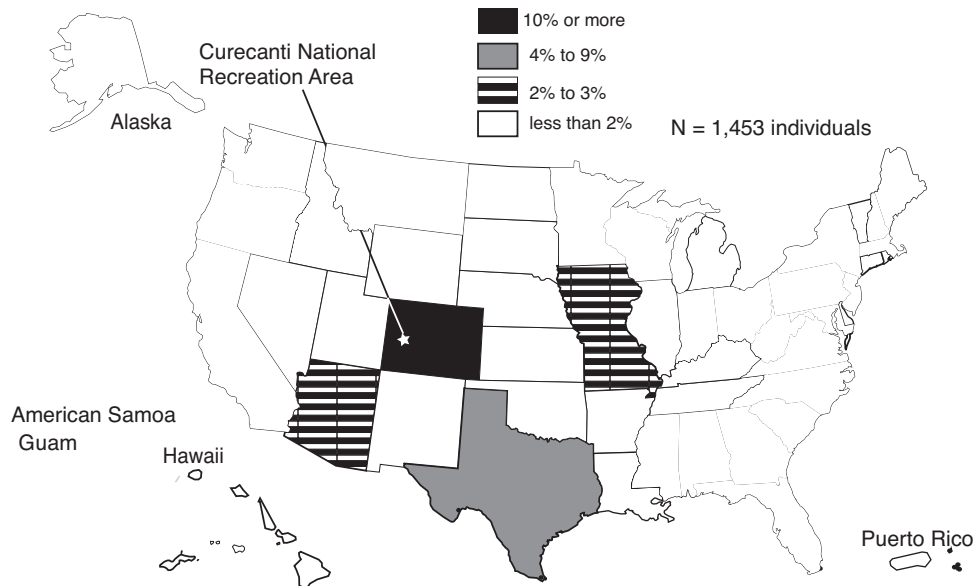 10% or more
4% to 9%
2% to 3%
less than 2%
N = 1,453 individuals
Curecanti National
Recreation Area
Alaska
American Samoa
Guam
Hawaii
Puerto Rico